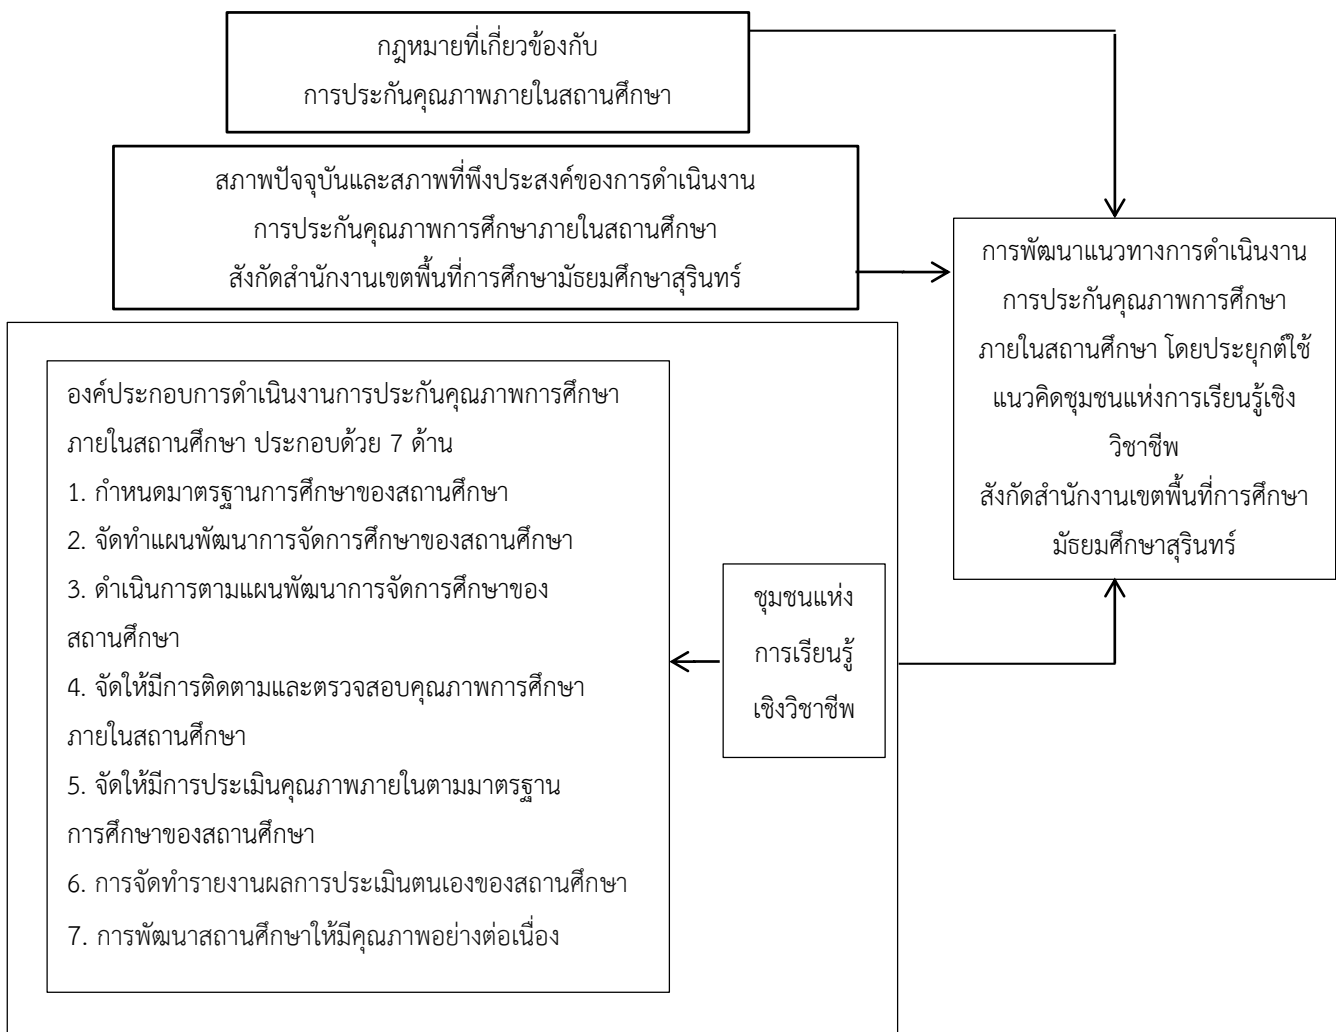 กฎหมายที่เกี่ยวข้องกับ
การประกันคุณภาพภายในสถานศึกษา
สภาพปัจจุบันและสภาพที่พึงประสงค์ของการดำเนินงาน
การประกันคุณภาพการศึกษาภายในสถานศึกษา
สังกัดสำนักงานเขตพื้นที่การศึกษามัธยมศึกษาสุรินทร์
องค์ประกอบการดำเนินงานการประกันคุณภาพการศึกษา
ภายในสถานศึกษา ประกอบด้วย 7 ด้าน
1. กำหนดมาตรฐานการศึกษาของสถานศึกษา
2. จัดทำแผนพัฒนาการจัดการศึกษาของสถานศึกษา
3. ดำเนินการตามแผนพัฒนาการจัดการศึกษาของ
สถานศึกษา
4. จัดให้มีการติดตามและตรวจสอบคุณภาพการศึกษา
ภายในสถานศึกษา
5. จัดให้มีการประเมินคุณภาพภายในตามมาตรฐาน
การศึกษาของสถานศึกษา
6. การจัดทำรายงานผลการประเมินตนเองของสถานศึกษา
7. การพัฒนาสถานศึกษาให้มีคุณภาพอย่างต่อเนื่อง
ชุมชนแห่ง
การเรียนรู้
เชิงวิชาชีพ
การพัฒนาแนวทางการดำเนินงาน
การประกันคุณภาพการศึกษา
ภายในสถานศึกษา โดยประยุกต์ใช้
แนวคิดชุมชนแห่งการเรียนรู้เชิง
วิชาชีพ
สังกัดสำนักงานเขตพื้นที่การศึกษา
มัธยมศึกษาสุรินทร์